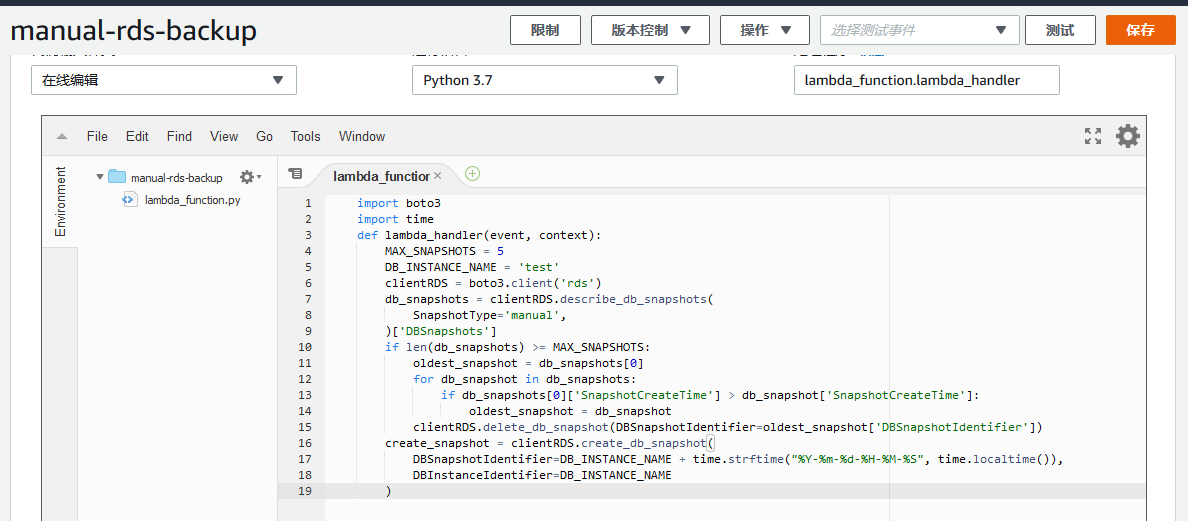 manual-rds-backup
限制
版本控制
操作
选择测试事件
测试
保存
在线编辑
Python 3.7
lambda_function.lambda_handler
File Edit Find View Go Tools Window
Environment
manual-rds-backup
lambda_function.py
lambda_function
1 import boto3
2 import time
3 def lambda_handler(event, context):
4 MAX_SNAPSHOTS = 5
5 DB_INSTANCE_NAME = 'test'
6 clientRDS = boto3.client('rds')
7 db_snapshots = clientRDS.describe_db_snapshots(
8 SnapshotType='manual',
9 )['DBSnapshots']
10 if len(db_snapshots) >= MAX_SNAPSHOTS:
11 oldest_snapshot = db_snapshots[0]
12 for db_snapshot in db_snapshots:
13 if db_snapshots[0]['SnapshotCreateTime'] > db_snapshot['SnapshotCreateTime']:
14 oldest_snapshot = db_snapshot
15 clientRDS.delete_db_snapshot(DBSnapshotIdentifier=oldest_snapshot['DBSnapshotIdentifier'])
16 create_snapshot = clientRDS.create_db_snapshot(
17 DBSnapshotIdentifier=DB_INSTANCE_NAME + time.strftime("%Y-%m-%d-%H-%M-%S", time.localtime()),
18 DBInstanceIdentifier=DB_INSTANCE_NAME
19 )